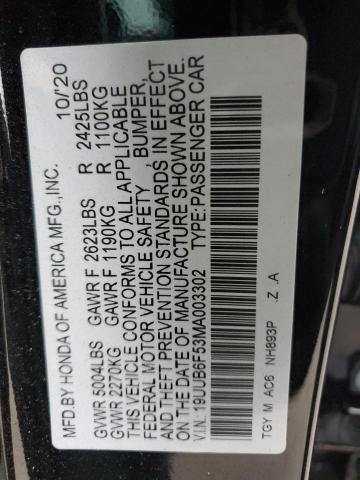 MFD.BY HONDA OF AMERICA MFG.,INC. 10/'20
GVWR 5004LBS GAWR F 2623LBS R 2425LBS
GVWR 2270KG GAWR F 1190KG R 1100KG
THIS VEHICLE CONFORMS TO ALL APPLICABLE
FEDERAL MOTOR VEHICLE SAFETY , BUMPER,
AND THEFT PREVENTION STANDARDS IN EFFECT
ON THE DATE OF MANUFACTURE SHOWN ABOVE.
V.I.N.:19UUB6F53MA003302 TYPE:PASSENGER CAR
TGY M AC6 NH893P . Z . A